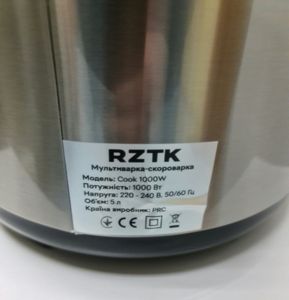 RZTK
Мультиварка-скороварка
Модель: Cook 1000W
Потужність: 1000 Вт
Напруга: 220 - 240 В, 50/60 Гц
Об'єм: 5 л
Країна виробник: PRC